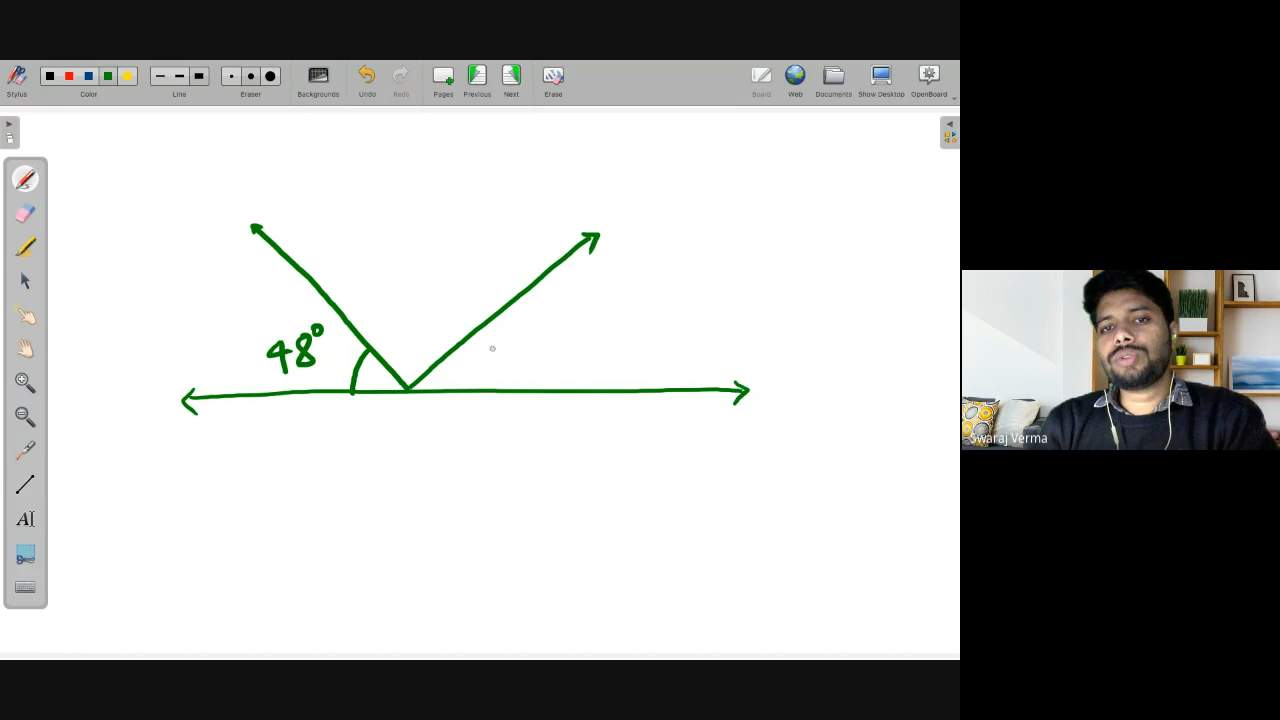 Stylus
Color
Line
Eraser
Backgrounds
Undo
Redo
Pages
Previous
Next
Erase
Board
Web
Documents
Show Desktop
OpenBoard
48°
A
Swaraj Verma